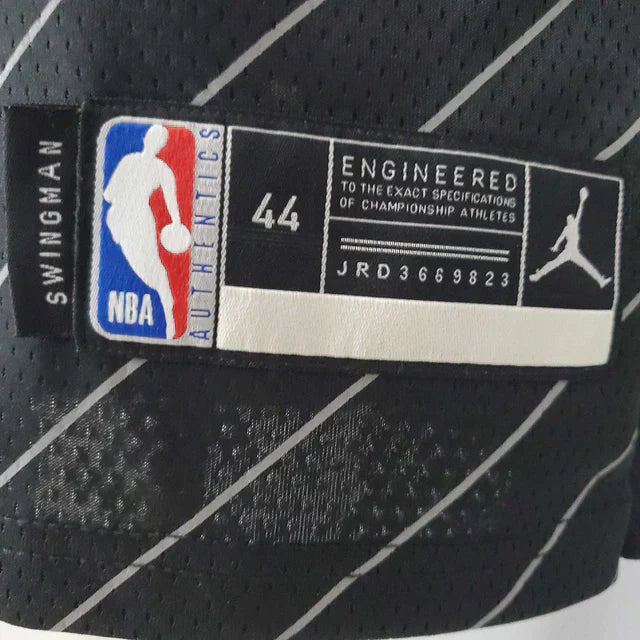 SWINGMAN
NBA
AUTHENTICS
44
ENGINEERED
TO THE EXACT SPECIFICATIONS
OF CHAMPIONSHIP ATHLETES
JRD3669823